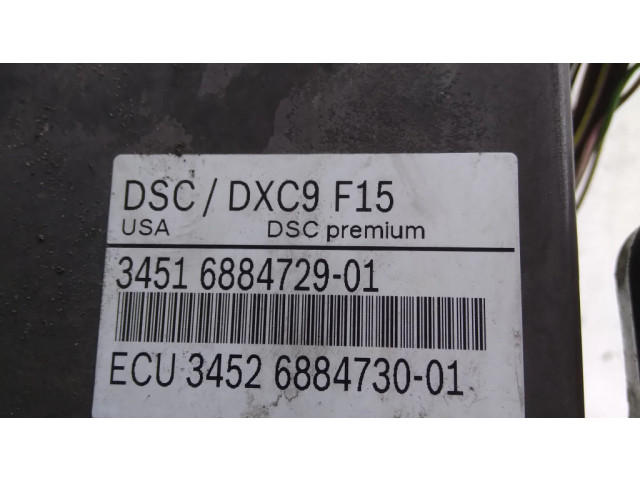 DSC / DXC9 F15
USA DSC premium
3451 6884729-01
ECU 3452 6884730-01